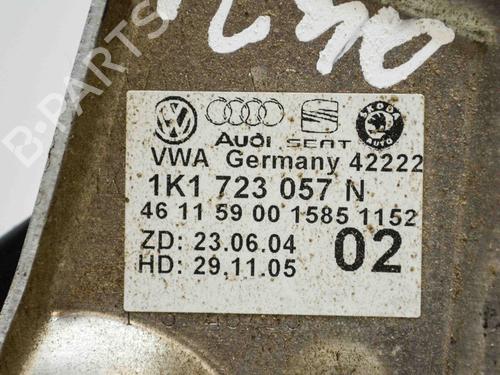 B-PARTS
Audi SEAT ŠKODA AUTO
VWA Germany 42222
1K1 723 057 N
46 11 59 00 1585 1152
ZD: 23.06.04
HD: 29.11.05
02